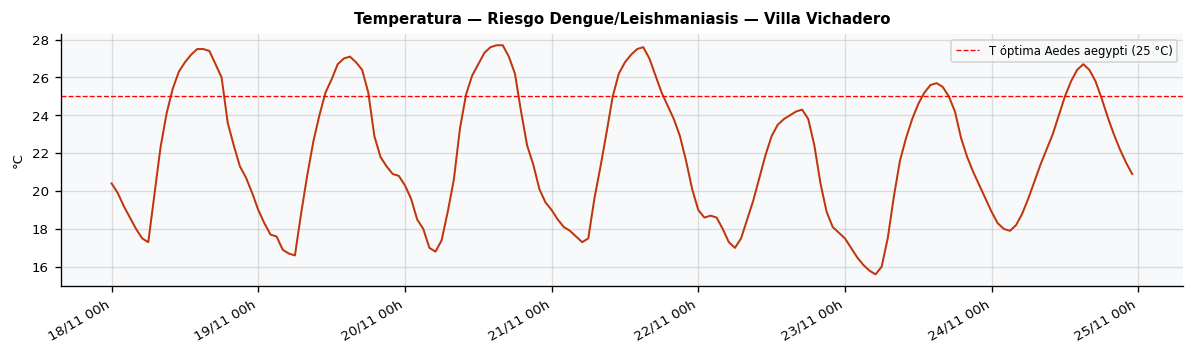 Temperatura — Riesgo Dengue/Leishmaniasis — Villa Vichadero
T óptima Aedes aegypti (25 °C)
°C
28
26
24
22
20
18
16
18/11 00h
19/11 00h
20/11 00h
21/11 00h
22/11 00h
23/11 00h
24/11 00h
25/11 00h